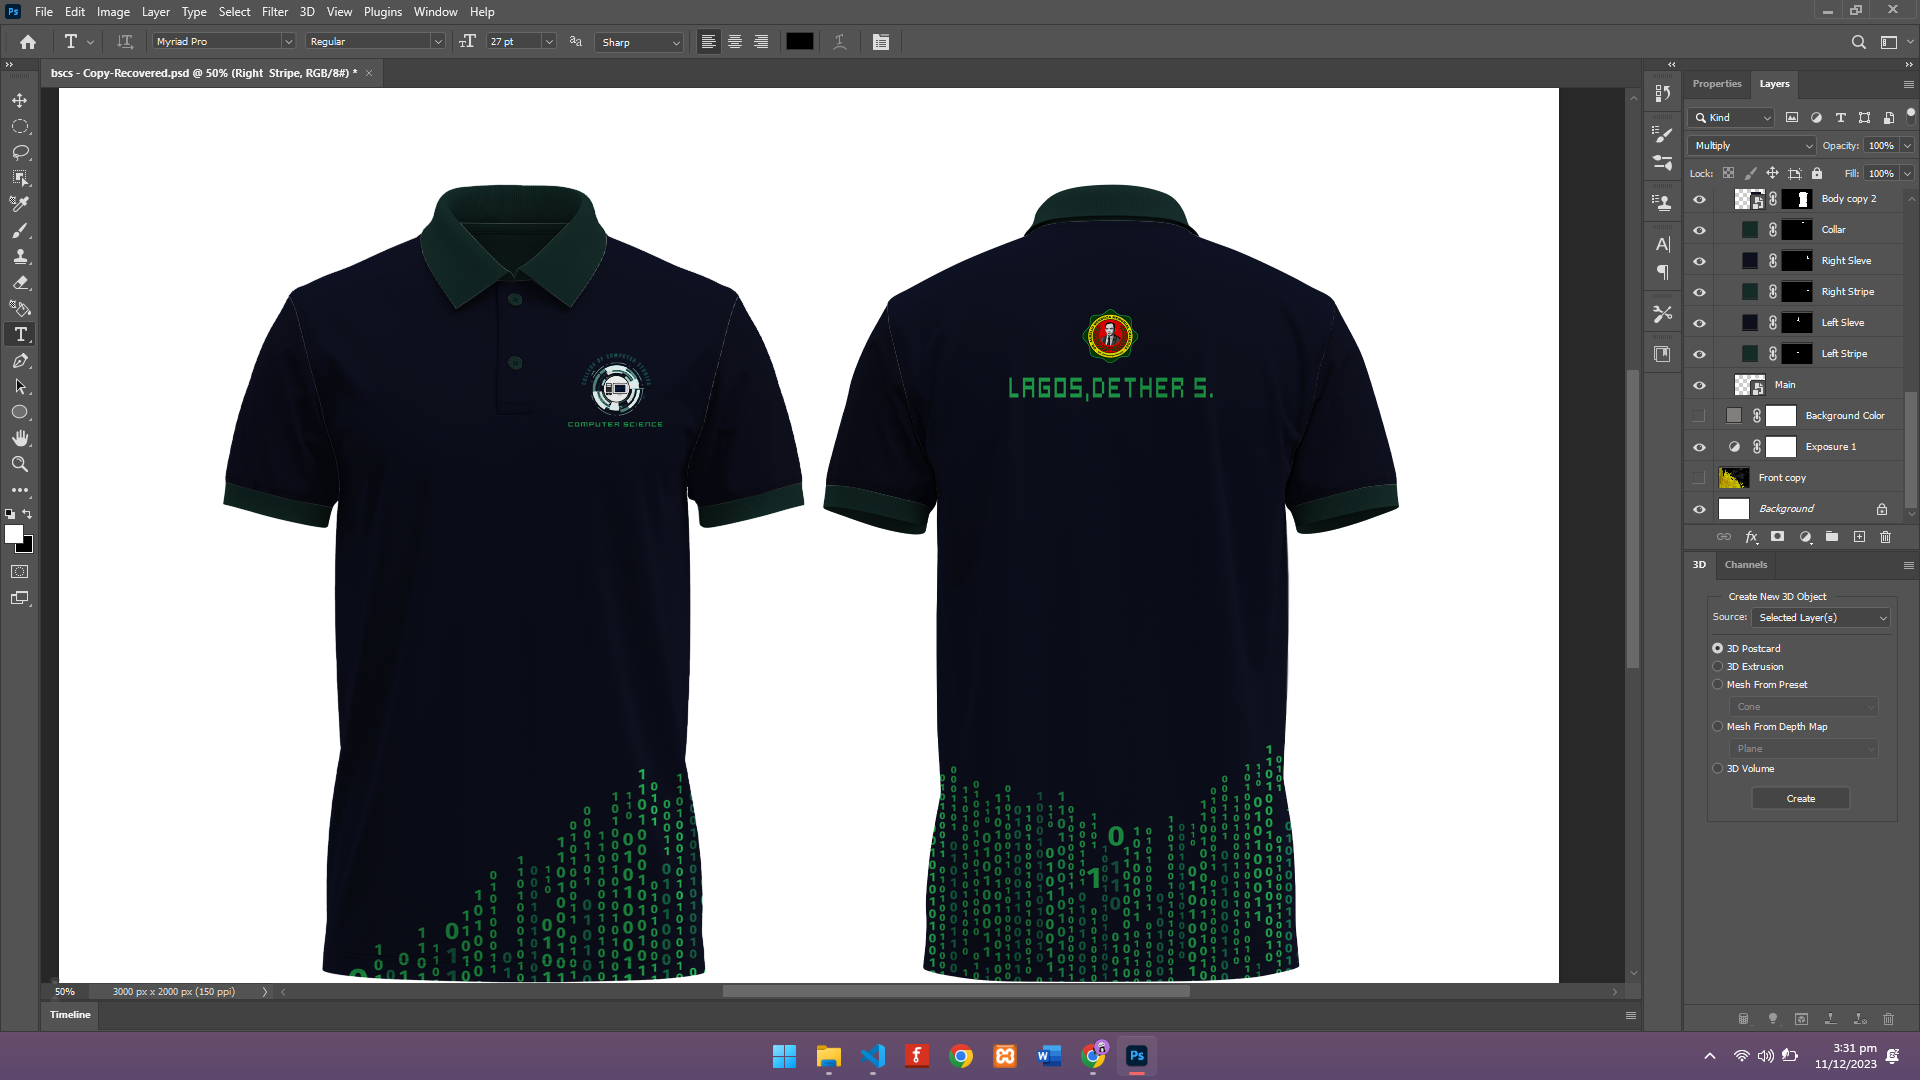 File Edit Image Layer Type Select Filter 3D View Plugins Window Help
Myriad Pro Regular 27 pt Sharp
bscs - Copy-Recovered.psd @ 50% (Right Stripe, RGB/8#) *
COLLEGE OF COMPUTER STUDIES
COMPUTER SCIENCE
LAGOS,DETHER S.
Properties Layers
Kind
Multiply Opacity: 100%
Lock: Fill: 100%
Body copy 2
Collar
Right Sleve
Right Stripe
Left Sleve
Left Stripe
Main
Background Color
Exposure 1
Front copy
Background
3D Channels
Create New 3D Object
Source: Selected Layer(s)
3D Postcard
3D Extrusion
Mesh From Preset
Cone
Mesh From Depth Map
Plane
3D Volume
Create
50% 3000 px x 2000 px (150 ppi)
Timeline
3:31 pm
11/12/2023